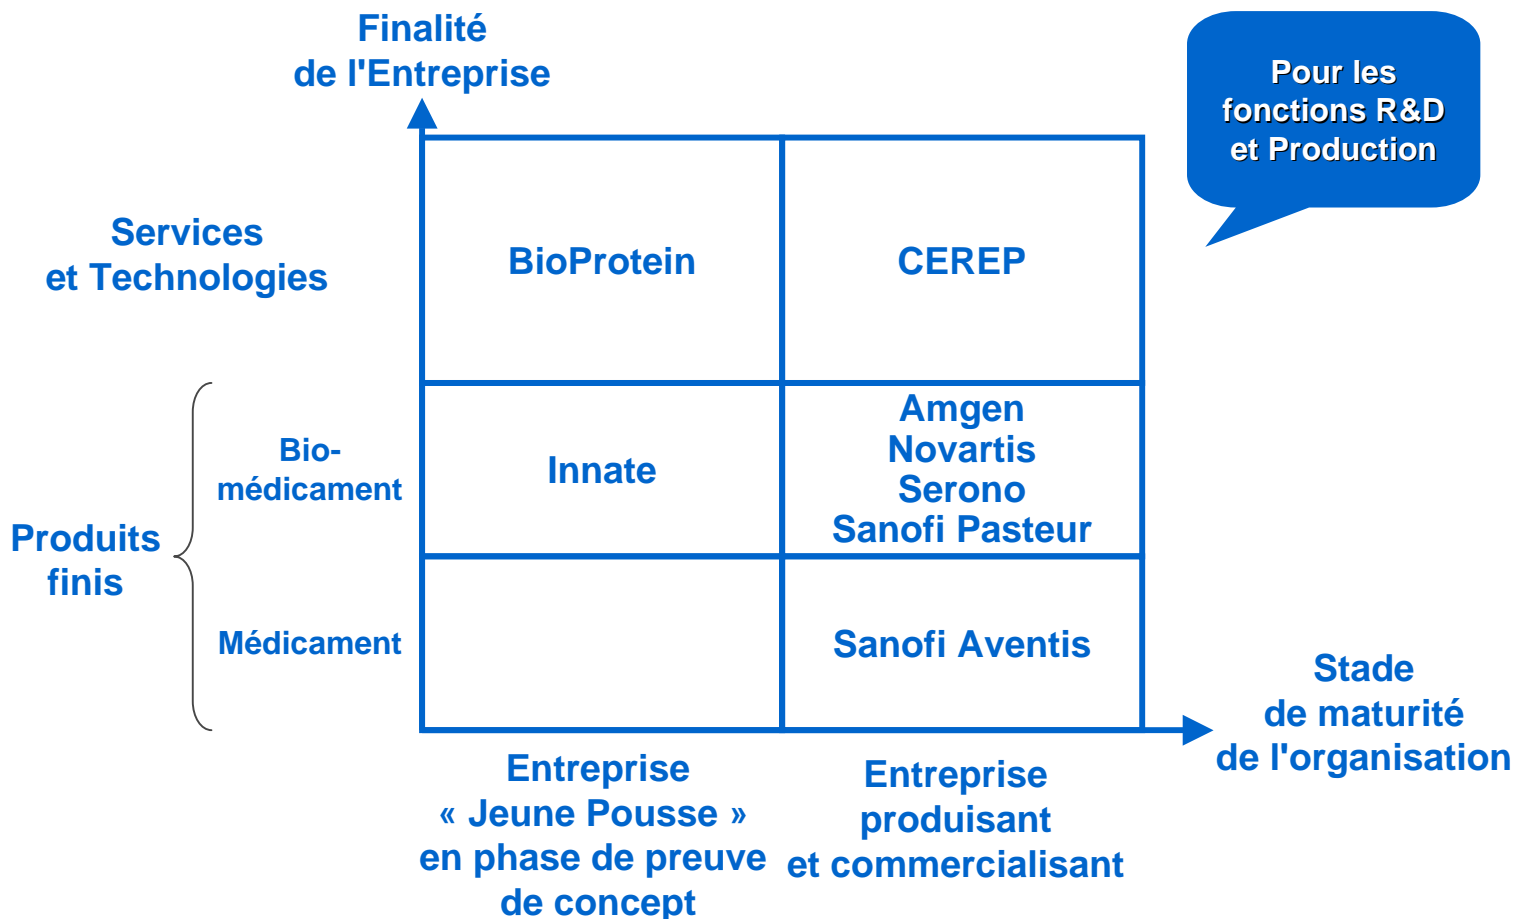 Finalité
de l'Entreprise
Pour les
fonctions R&D
et Production
Services
et Technologies
BioProtein
CEREP
Produits
finis
Bio-
médicament
Innate
Amgen
Novartis
Serono
Sanofi Pasteur
Médicament
Sanofi Aventis
Stade
de maturité
de l'organisation
Entreprise
« Jeune Pousse »
en phase de preuve
de concept
Entreprise
produisant
et commercialisant